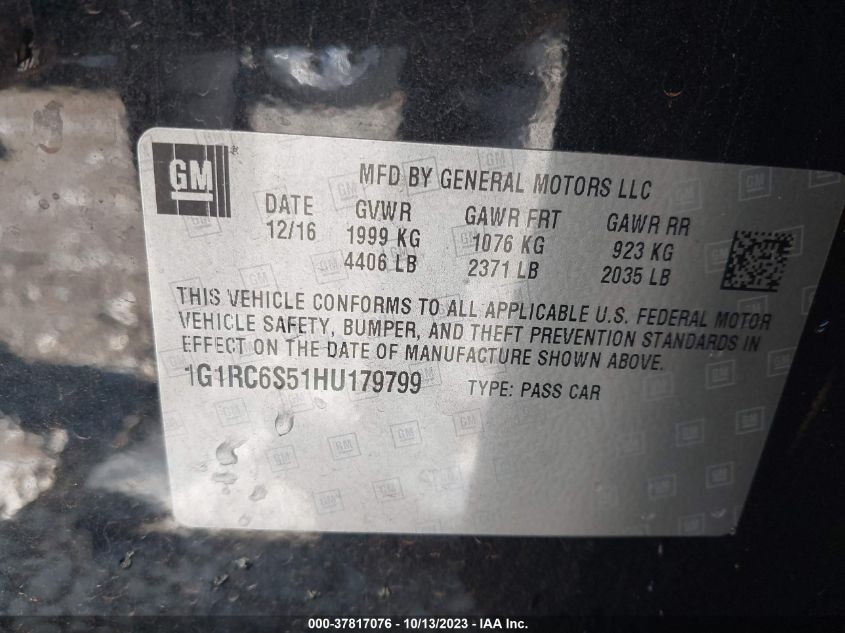 GM
MFD BY GENERAL MOTORS LLC
DATE GVWR GAWR FRT GAWR RR
12/16 1999 KG 1076 KG 923 KG
4406 LB 2371 LB 2035 LB
THIS VEHICLE CONFORMS TO ALL APPLICABLE U.S. FEDERAL MOTOR
VEHICLE SAFETY, BUMPER, AND THEFT PREVENTION STANDARDS IN
EFFECT ON THE DATE OF MANUFACTURE SHOWN ABOVE.
1G1RC6S51HU179799 TYPE: PASS CAR
000-37817076 - 10/13/2023 - IAA Inc.